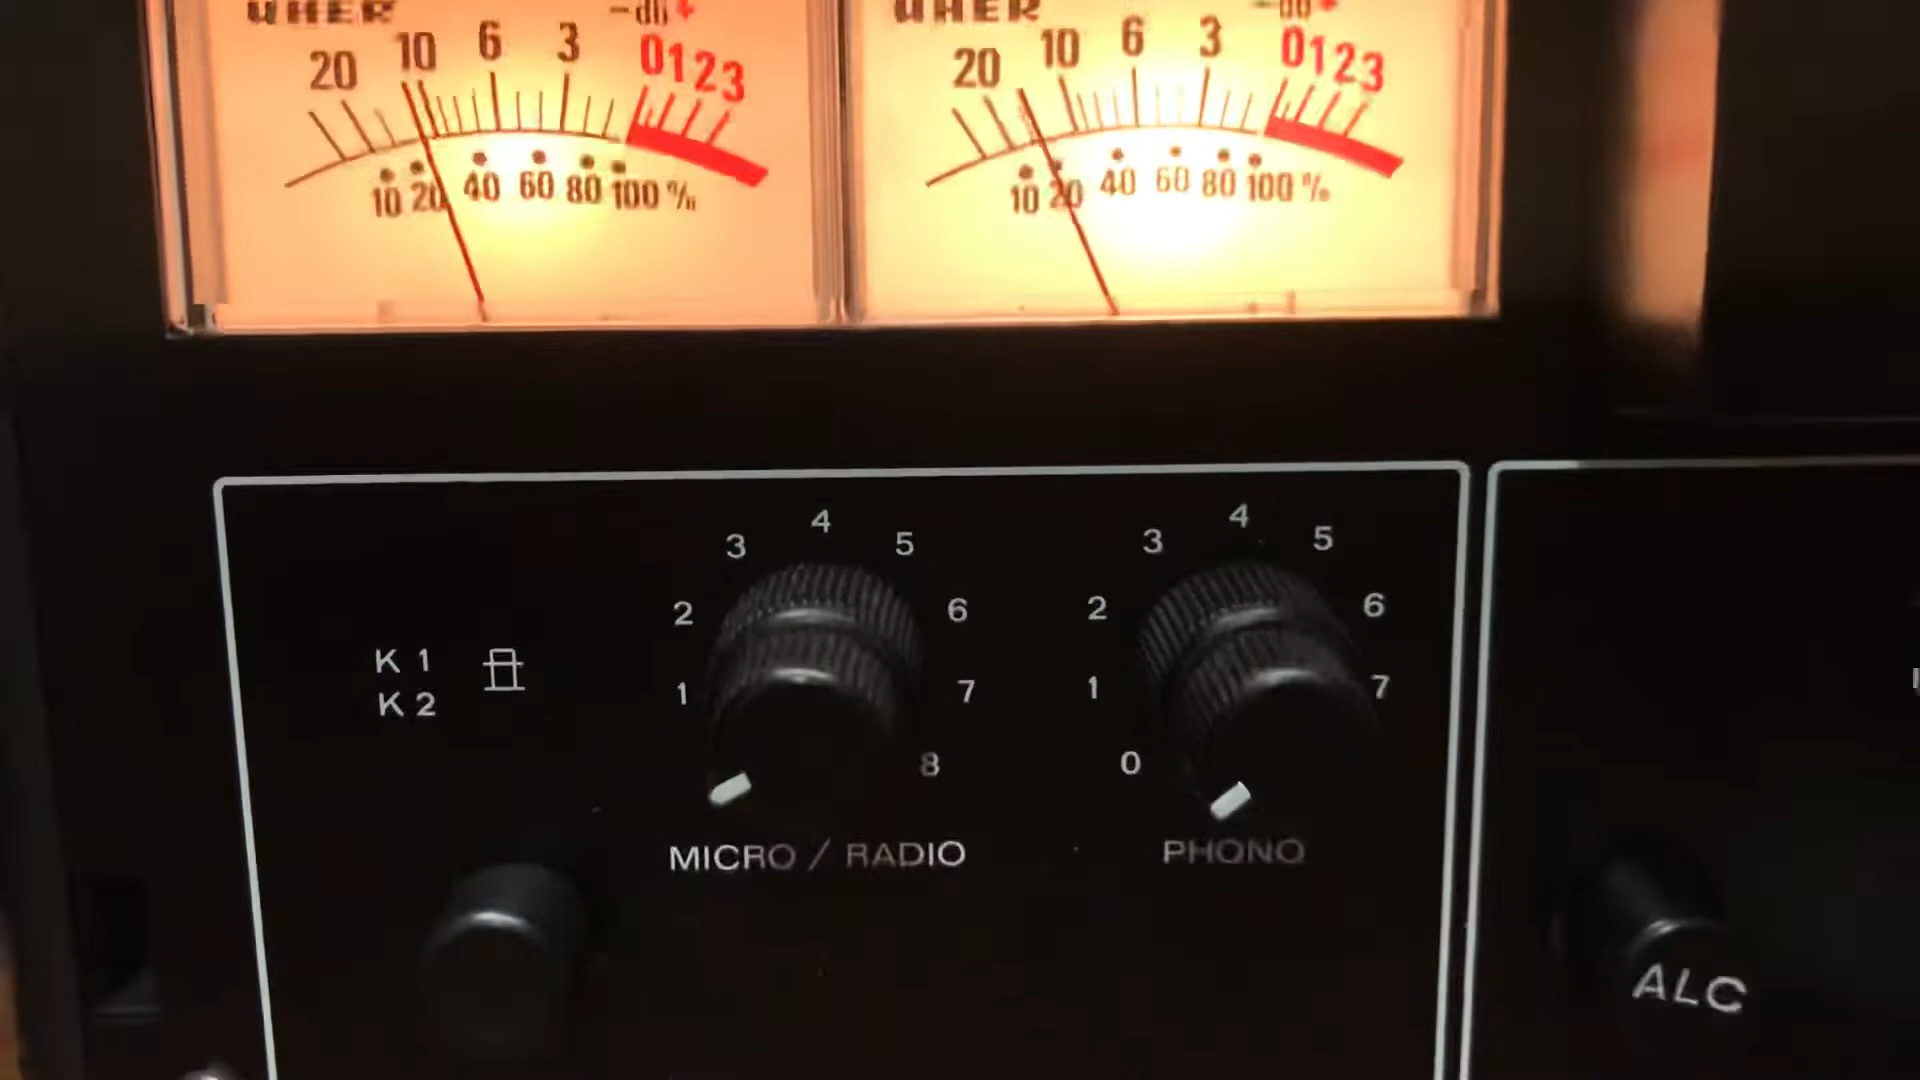 UHER -db+
20 10 6 3 0 1 2 3
10 20 40 60 80 100 %
UHER -db+
20 10 6 3 0 1 2 3
10 20 40 60 80 100 %
K 1
K 2
1 2 3 4 5 6 7 8
MICRO / RADIO
0 1 2 3 4 5 6 7
PHONO
ALC